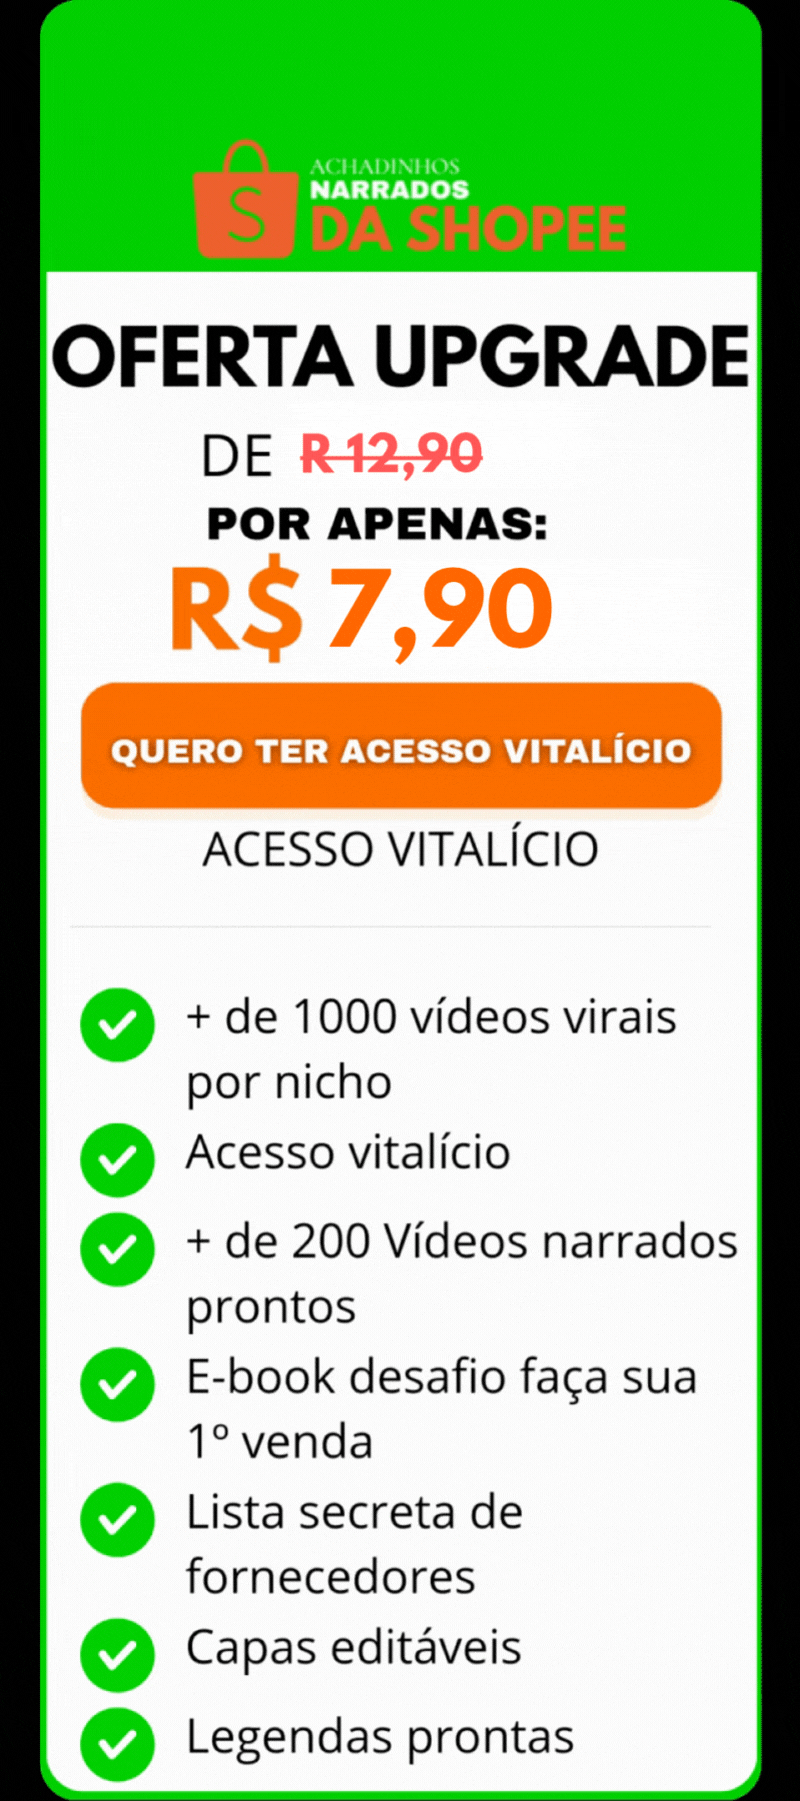 ACHADINHOS
NARRADOS
DA SHOPEE
OFERTA UPGRADE
DE R 12,90
POR APENAS:
R$ 7,90
QUERO TER ACESSO VITALÍCIO
ACESSO VITALÍCIO
+ de 1000 vídeos virais
por nicho
Acesso vitalício
+ de 200 Vídeos narrados
prontos
E-book desafio faça sua
1º venda
Lista secreta de
fornecedores
Capas editáveis
Legendas prontas